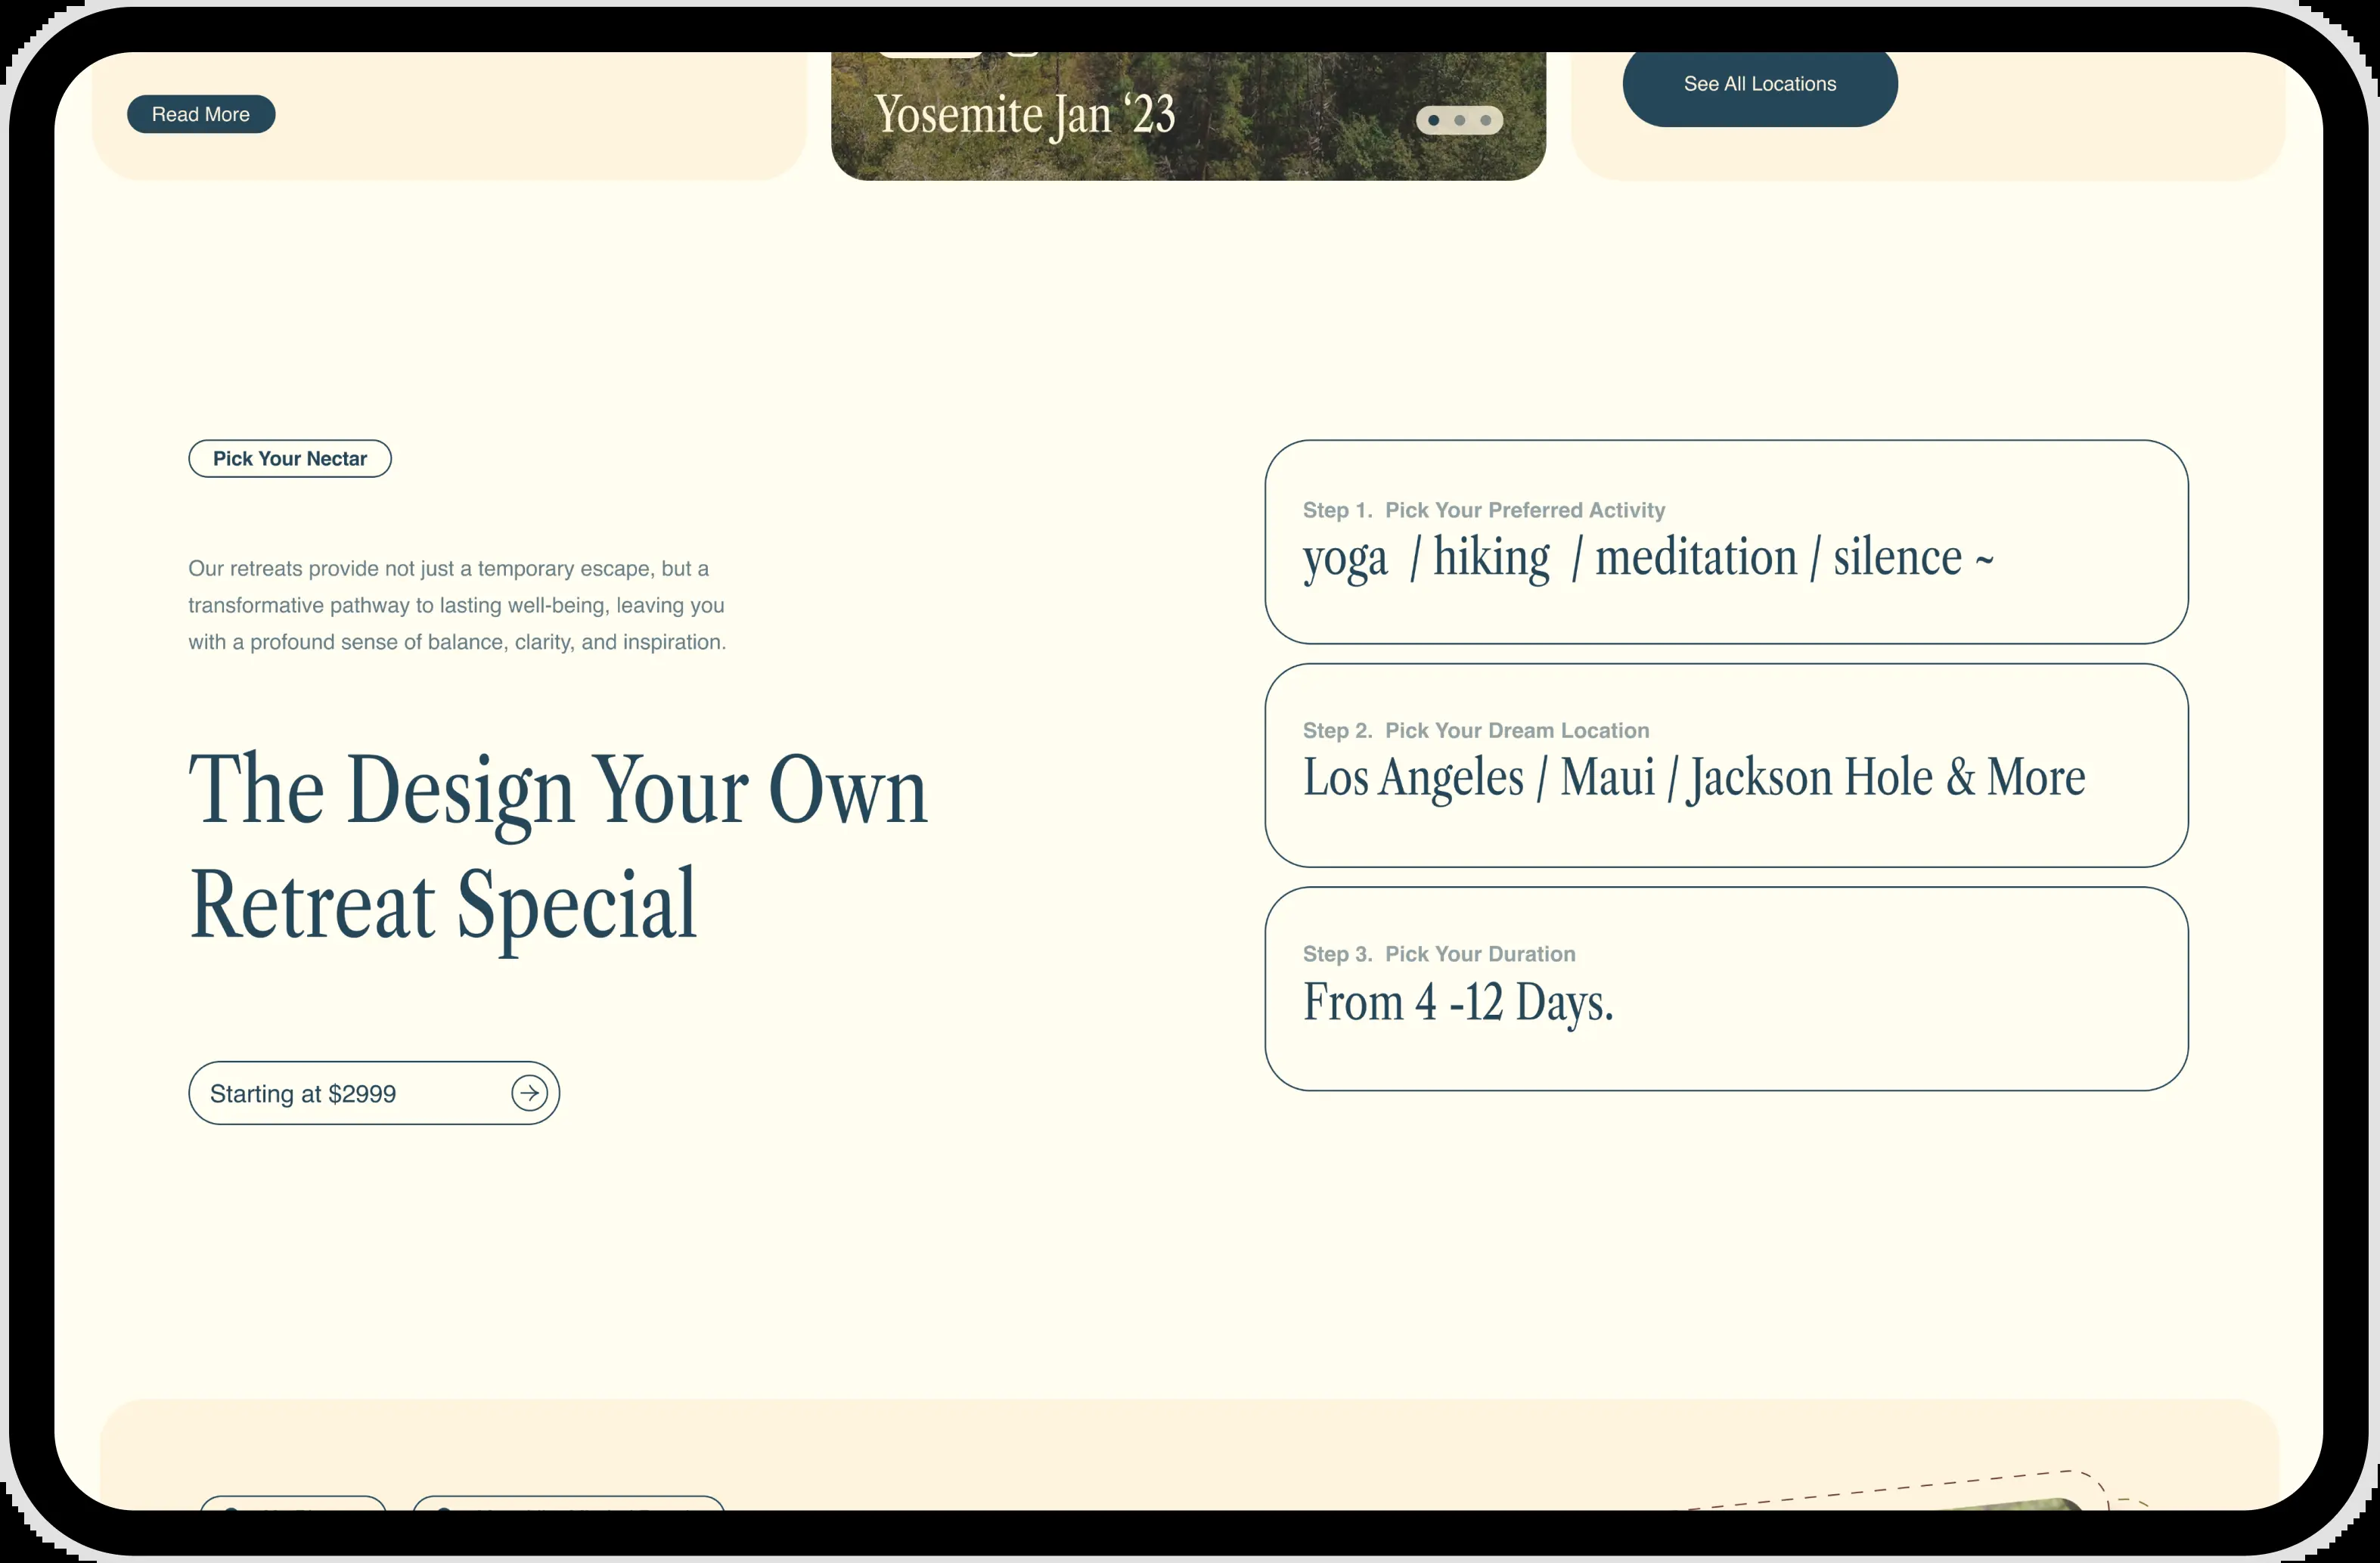 Read More
Yosemite Jan ‘23
See All Locations
Pick Your Nectar
Our retreats provide not just a temporary escape, but a
transformative pathway to lasting well-being, leaving you
with a profound sense of balance, clarity, and inspiration.
The Design Your Own
Retreat Special
Starting at $2999
Step 1. Pick Your Preferred Activity
yoga / hiking / meditation / silence ~
Step 2. Pick Your Dream Location
Los Angeles / Maui / Jackson Hole & More
Step 3. Pick Your Duration
From 4 -12 Days.